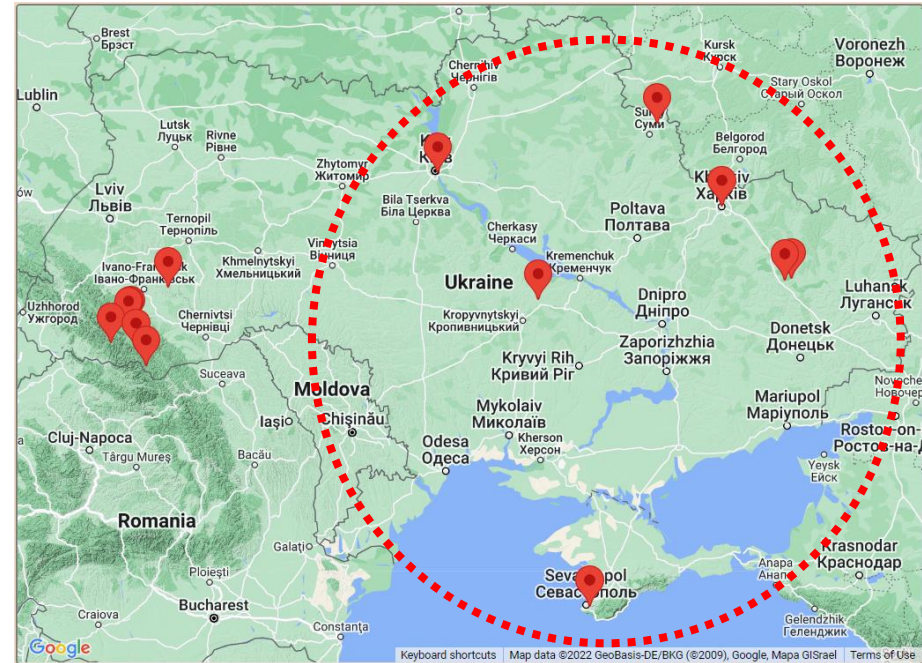 Brest
Брэст
Kursk
Курск
Voronezh
Воронеж
Chernihiv
Чернігів
Stary Oskol
Старый Оскол
Lublin
Lutsk
Луцьк
Rivne
Рівне
Суми
Belgorod
Белгород
Zhytomyr
Житомир
Lviv
Львів
Bila Tserkva
Біла Церква
Poltava
Полтава
Ternopil
Тернопіль
Cherkasy
Черкаси
Vinnytsia
Вінниця
Khmelnytskyi
Хмельницький
Kremenchuk
Кременчук
Ukraine
Luhansk
Луганськ
Uzhhorod
Ужгород
Chernivtsi
Чернівці
Dnipro
Дніпро
Kropyvnytskyi
Кропивницький
Donetsk
Донецьк
Zaporizhzhia
Запоріжжя
Kryvyi Rih
Кривий Ріг
Suceava
Moldova
Mykolaiv
Миколаїв
Mariupol
Маріуполь
Iași
Chișinău
Kherson
Херсон
Rostov-on-
Ростов-на-Д
Cluj-Napoca
Târgu Mureș
Bacău
Odesa
Одеса
Yeysk
Ейск
Romania
Galați
Krasnodar
Краснодар
Anapa
Анапа
Ploiești
Bucharest
Craiova
Constanța
Gelendzhik
Геленджик
Google
Keyboard shortcuts
Map data ©2022 GeoBasis-DE/BKG (©2009), Google, Mapa GISrael
Terms of Use